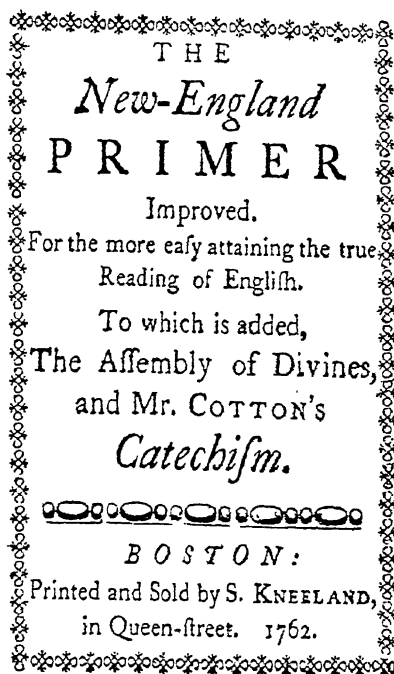 THE
New-England
PRIMER
Improved.
For the more eaſy attaining the true
Reading of Engliſh.
To which is added,
The Aſſembly of Divines,
and Mr. COTTON'S
Catechiſm.
BOSTON:
Printed and Sold by S. KNEELAND,
in Queen-ſtreet. 1762.